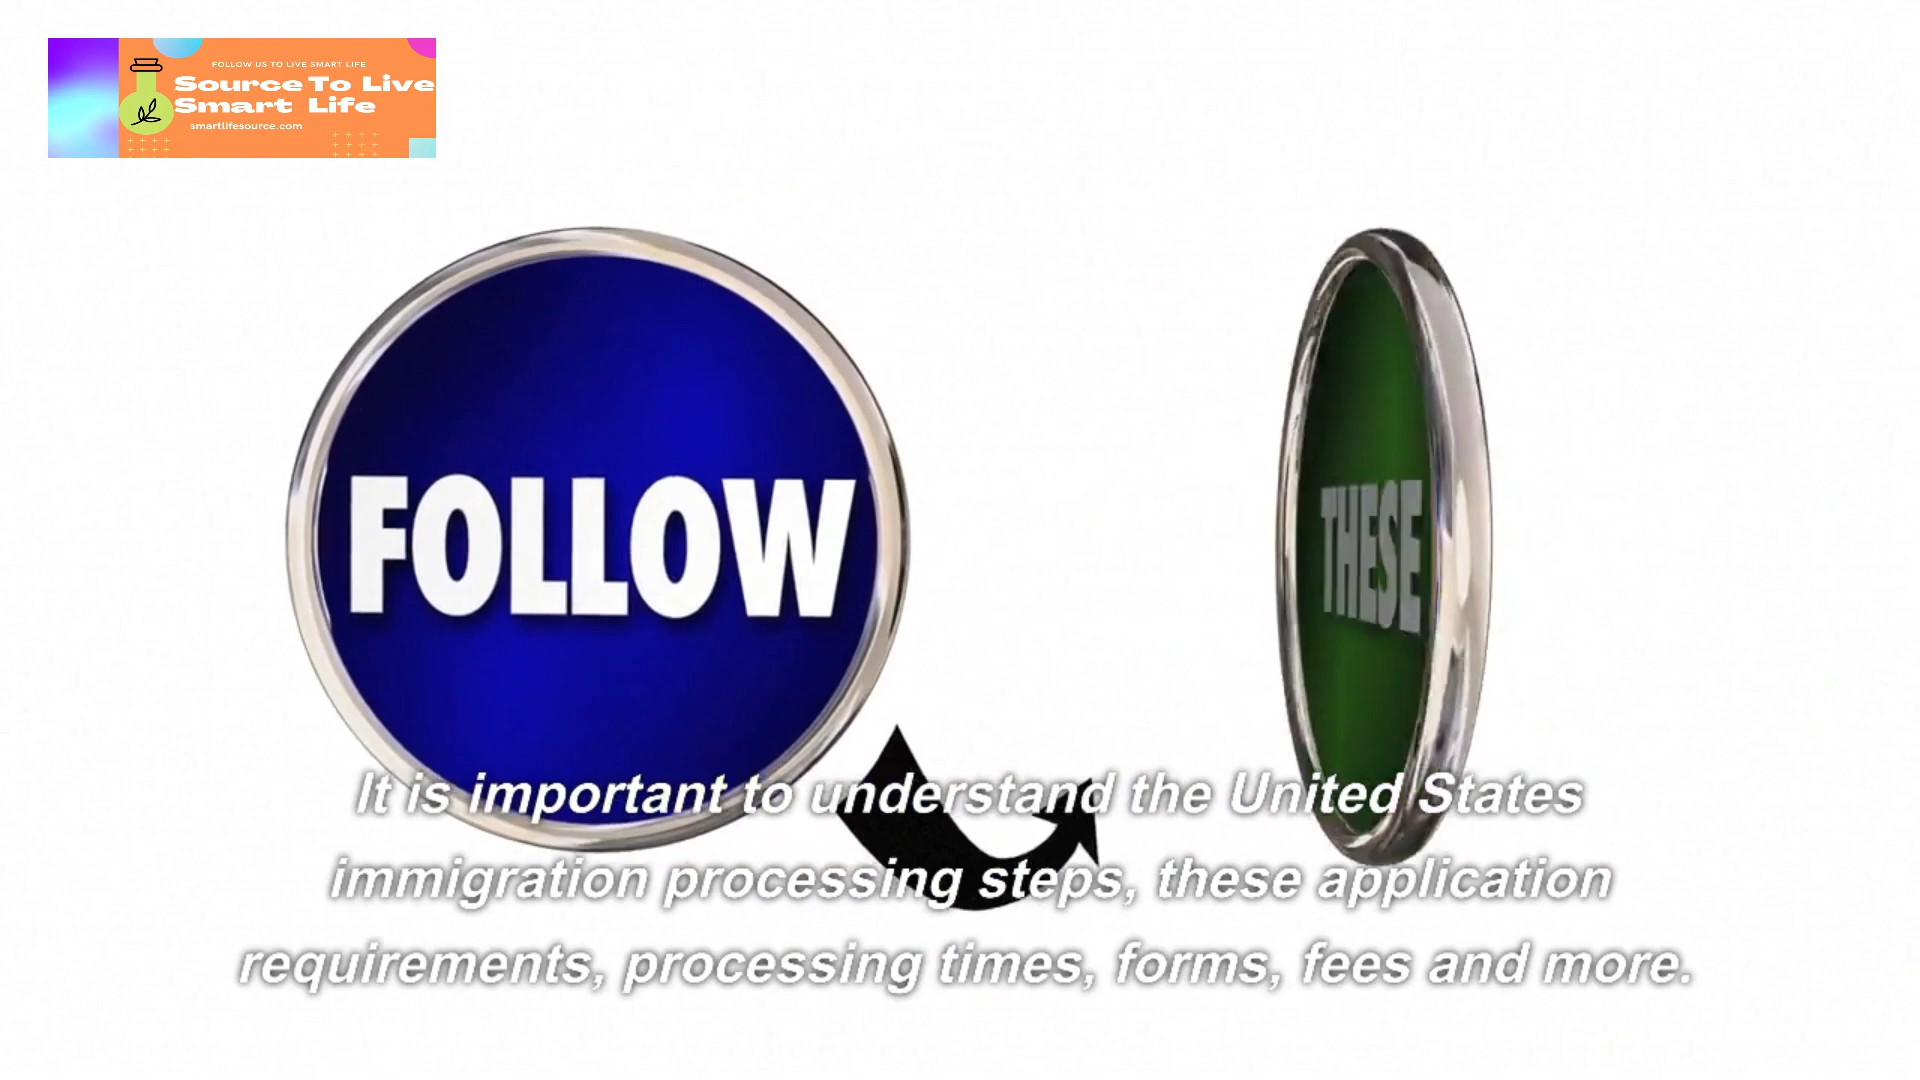 FOLLOW US TO LIVE SMART LIFE
Source To Live
Smart Life
smartlifesource.com
FOLLOW
THESE
It is important to understand the United States
immigration processing steps, these application
requirements, processing times, forms, fees and more.